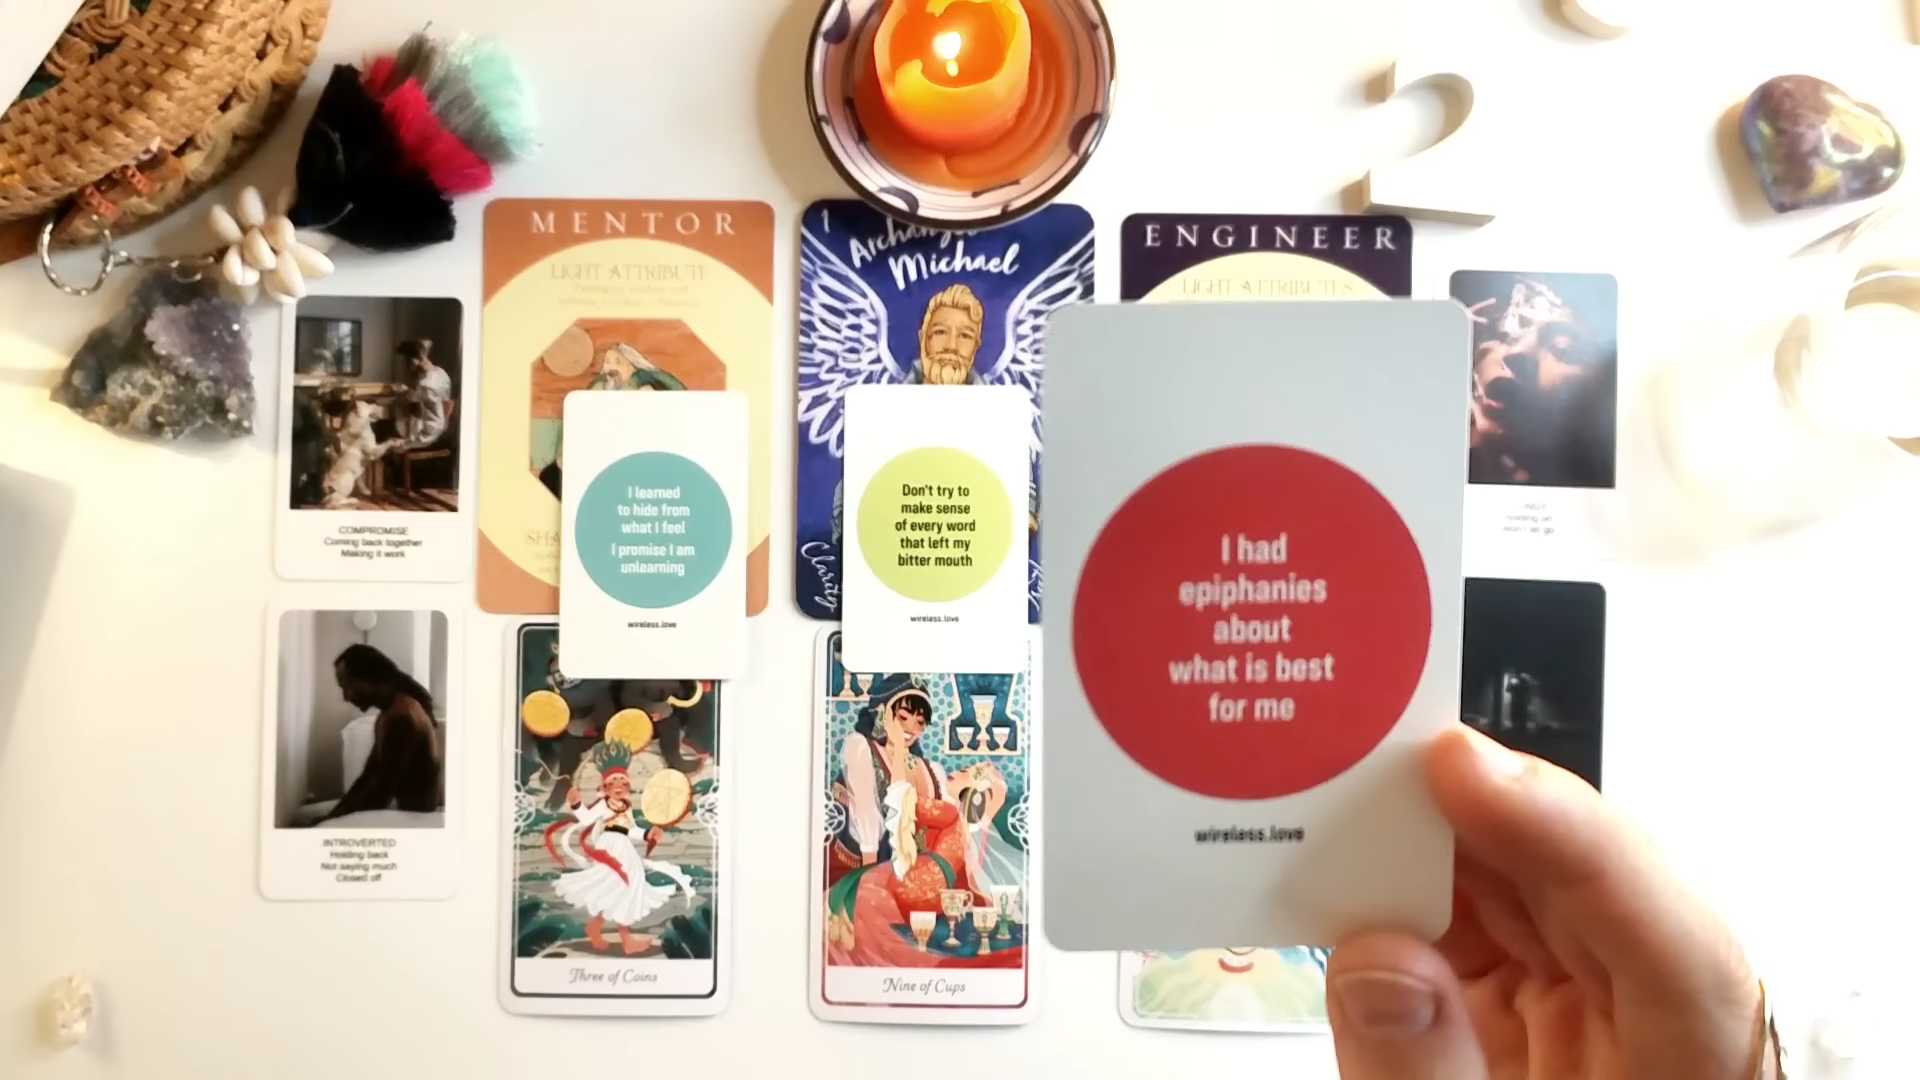 MENTOR
LIGHT ATTRIBUTE
1
Michael
Clarity
ENGINEER
LIGHT ATTRIBUTES
COMPROMISE
Coming back together
Making it work
I learned
to hide from
what I feel
I promise I am
unlearning
wireless.love
Don't try to
make sense
of every word
that left my
bitter mouth
wireless.love
I had
epiphanies
about
what is best
for me
wireless.love
INTROVERTED
Holding back
Not saying much
Closed off
Three of Coins
Nine of Cups
2